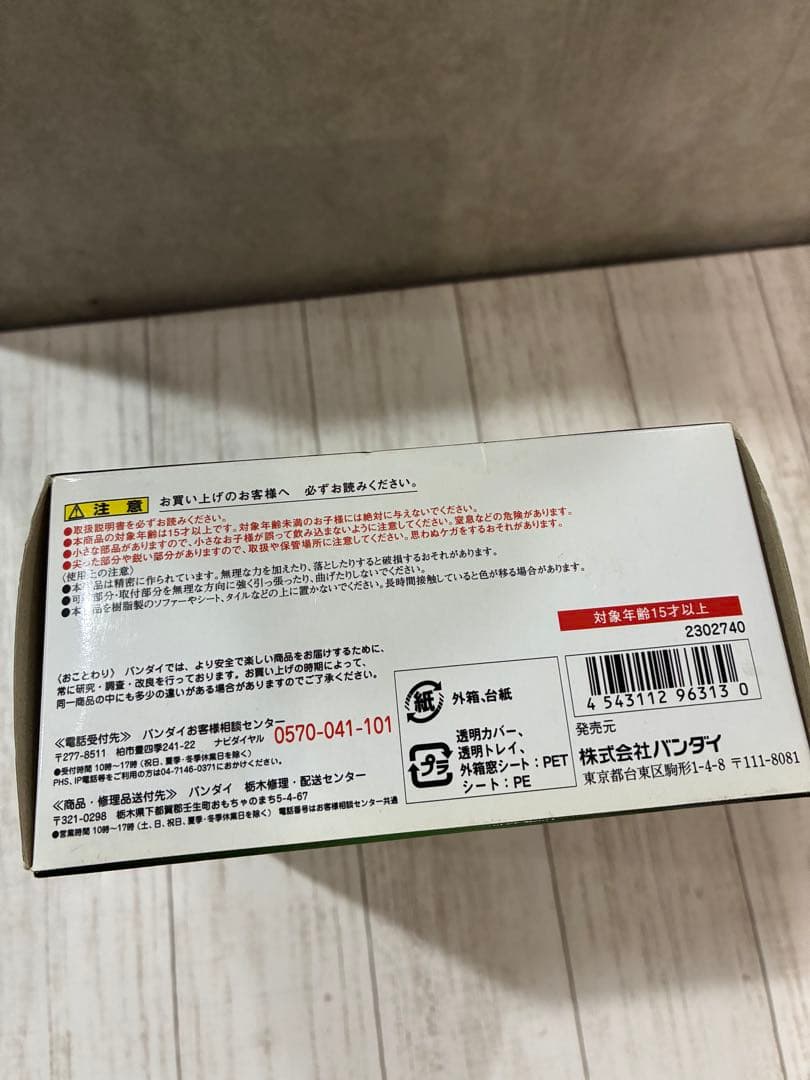 注意 お買い上げのお客様へ 必ずお読みください。
●取扱説明書を必ずお読みください。
●本商品の対象年齢は15才以上です。対象年齢未満のお子様には絶対に与えないでください。
●小さな部品がありますので、小さなお子様が誤って飲み込まないように注意してください。窒息などの危険があります。
●尖った部分や鋭い部分がありますので、取扱や保管場所に注意してください。思わぬケガをするおそれがあります。
〈使用上の注意〉
●本商品は精密に作られています。無理な力を加えたり、落としたりすると破損するおそれがあります。
●可動部分・取付部分を無理な方向に強く引っ張ったり、曲げたりしないでください。
●本商品を樹脂製のソファーやシート、タイルなどの上に置かないでください。長時間接触していると色が移る場合があります。
対象年齢15才以上
2302740
〈おことわり〉 バンダイでは、より安全で楽しい商品をお届けするために、
常に研究・調査・改良を行っております。お買い上げの時期によって、
同一商品の中にも多少の違いがある場合がありますのでご了承ください。
≪電話受付先≫ バンダイお客様相談センター
〒277-8511 柏市豊四季241-22 ナビダイヤル 0570-041-101
●受付時間 10時〜17時 (祝日、夏季・冬季休業日を除く)
PHS、IP電話等をご利用の方は04-7146-0371におかけください。
≪商品・修理品送付先≫ バンダイ 栃木修理・配送センター
〒321-0298 栃木県下都賀郡壬生町おもちゃのまち5-4-67
●営業時間 10時〜17時 (土、日、祝日、夏季・冬季休業日を除く) 電話番号はお客様相談センター共通
紙 外箱、台紙
プラ 透明カバー、
透明トレイ、
外箱窓シート：PET
シート：PE
4 543112 963130
発売元
株式会社バンダイ
東京都台東区駒形1-4-8 〒111-8081